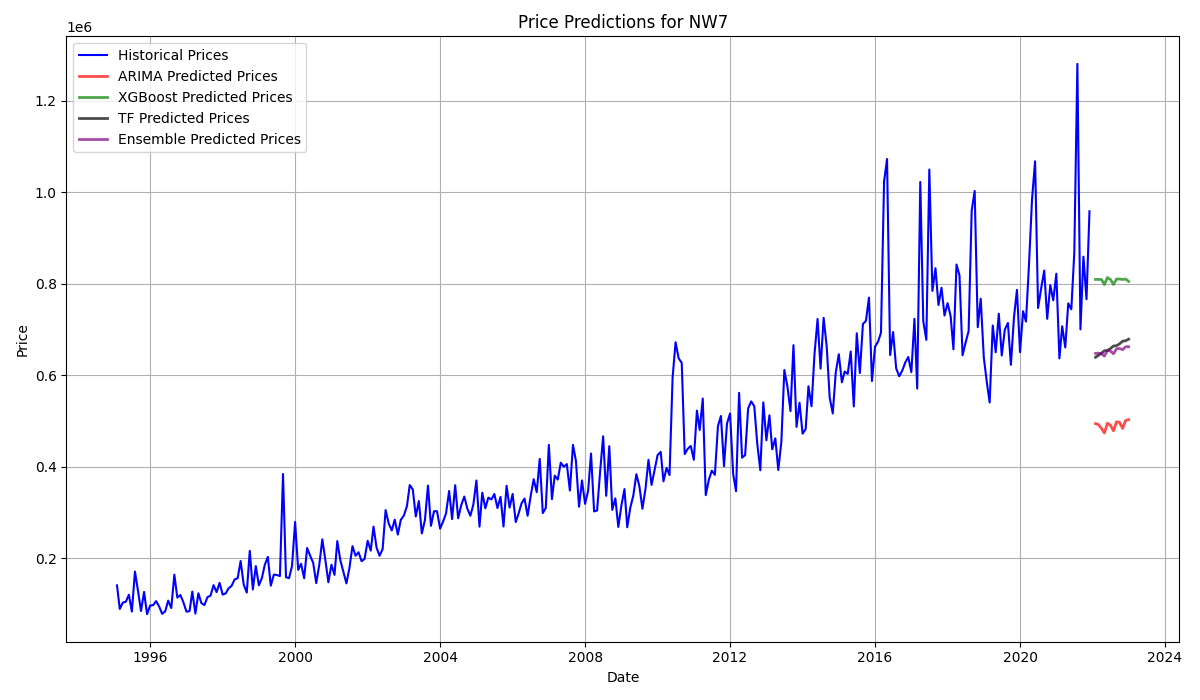 Price Predictions for NW7
1e6
Historical Prices
ARIMA Predicted Prices
XGBoost Predicted Prices
TF Predicted Prices
Ensemble Predicted Prices
1.2
1.0
0.8
0.6
0.4
0.2
Price
1996 2000 2004 2008 2012 2016 2020 2024
Date